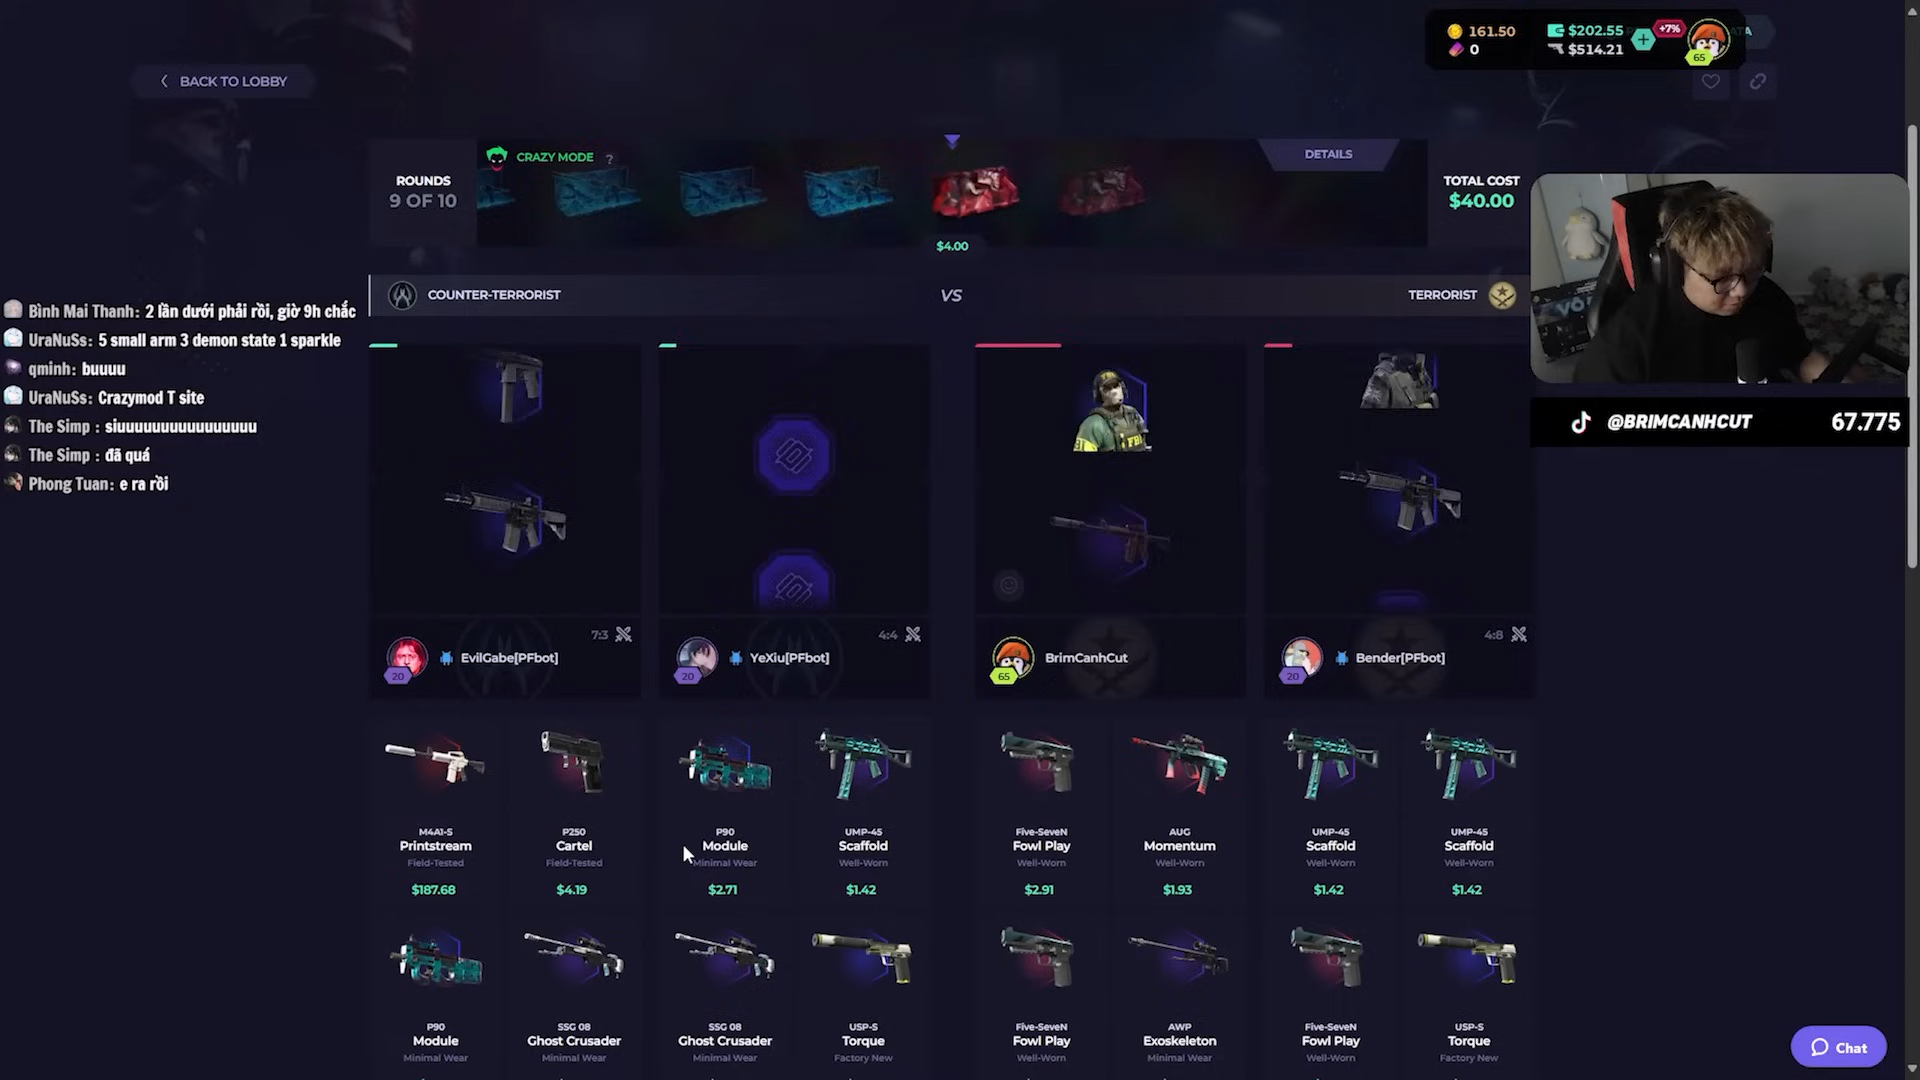 161.50
0
$202.55
$514.21
+7%
65
BACK TO LOBBY
CRAZY MODE ?
DETAILS
ROUNDS
9 OF 10
TOTAL COST
$40.00
$4.00
COUNTER-TERRORIST
VS
TERRORIST
Bình Mai Thanh: 2 lần dưới phải rồi, giờ 9h chắc
UraNuSs: 5 small arm 3 demon state 1 sparkle
qminh: buuuu
UraNuSs: Crazymod T site
The Simp : siuuuuuuuuuuuuuuuuu
The Simp : đã quá
Phong Tuan: e ra rồi
@BRIMCANHCUT 67.775
7:3
4:4
4:8
EvilGabe[PFbot]
20
YeXiu[PFbot]
20
BrimCanhCut
65
Bender[PFbot]
20
M4A1-S
Printstream
Field-Tested
$187.68
P250
Cartel
Field-Tested
$4.19
P90
Module
Minimal Wear
$2.71
UMP-45
Scaffold
Well-Worn
$1.42
Five-SeveN
Fowl Play
Well-Worn
$2.91
AUG
Momentum
Well-Worn
$1.93
UMP-45
Scaffold
Well-Worn
$1.42
UMP-45
Scaffold
Well-Worn
$1.42
P90
Module
Minimal Wear
SSG 08
Ghost Crusader
Minimal Wear
SSG 08
Ghost Crusader
Minimal Wear
USP-S
Torque
Factory New
Five-SeveN
Fowl Play
Well-Worn
AWP
Exoskeleton
Minimal Wear
Five-SeveN
Fowl Play
Well-Worn
USP-S
Torque
Factory New
Chat